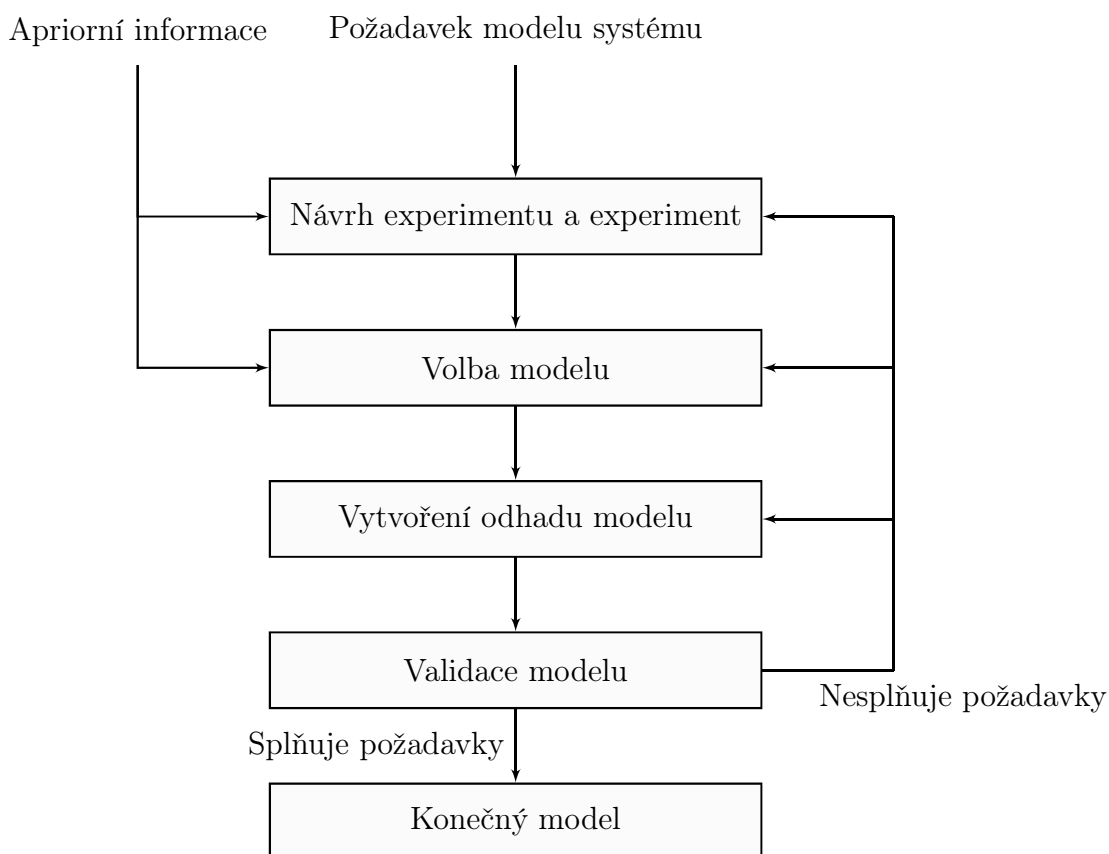 Apriorní informace
Požadavek modelu systému
Návrh experimentu a experiment
Volba modelu
Vytvoření odhadu modelu
Validace modelu
Nesplňuje požadavky
Splňuje požadavky
Konečný model